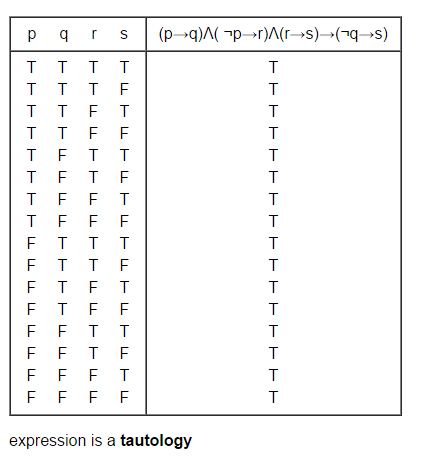 p q r s (p→q)Λ( ¬p→r)Λ(r→s)→(¬q→s)
T T T T T
T T T F T
T T F T T
T T F F T
T F T T T
T F T F T
T F F T T
T F F F T
F T T T T
F T T F T
F T F T T
F T F F T
F F T T T
F F T F T
F F F T T
F F F F T
expression is a tautology